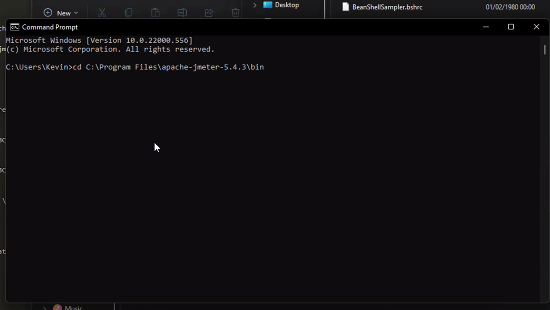 New
Desktop
BeanShellSampler.bshrc
01/02/1980 00:00
Command Prompt
Microsoft Windows [Version 10.0.22000.556]
(c) Microsoft Corporation. All rights reserved.
C:\Users\Kevin>cd C:\Program Files\apache-jmeter-5.4.3\bin
Music